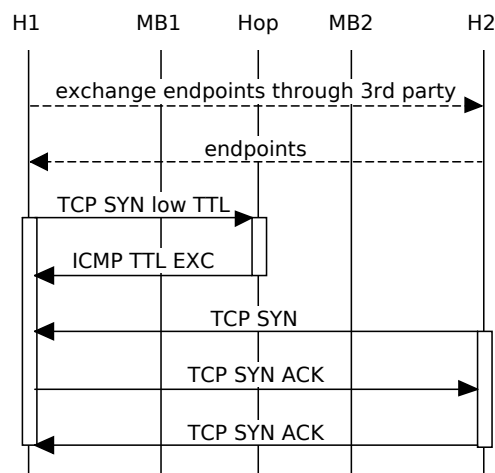 H1 MB1 Hop MB2 H2
exchange endpoints through 3rd party
endpoints
TCP SYN low TTL
ICMP TTL EXC
TCP SYN
TCP SYN ACK
TCP SYN ACK